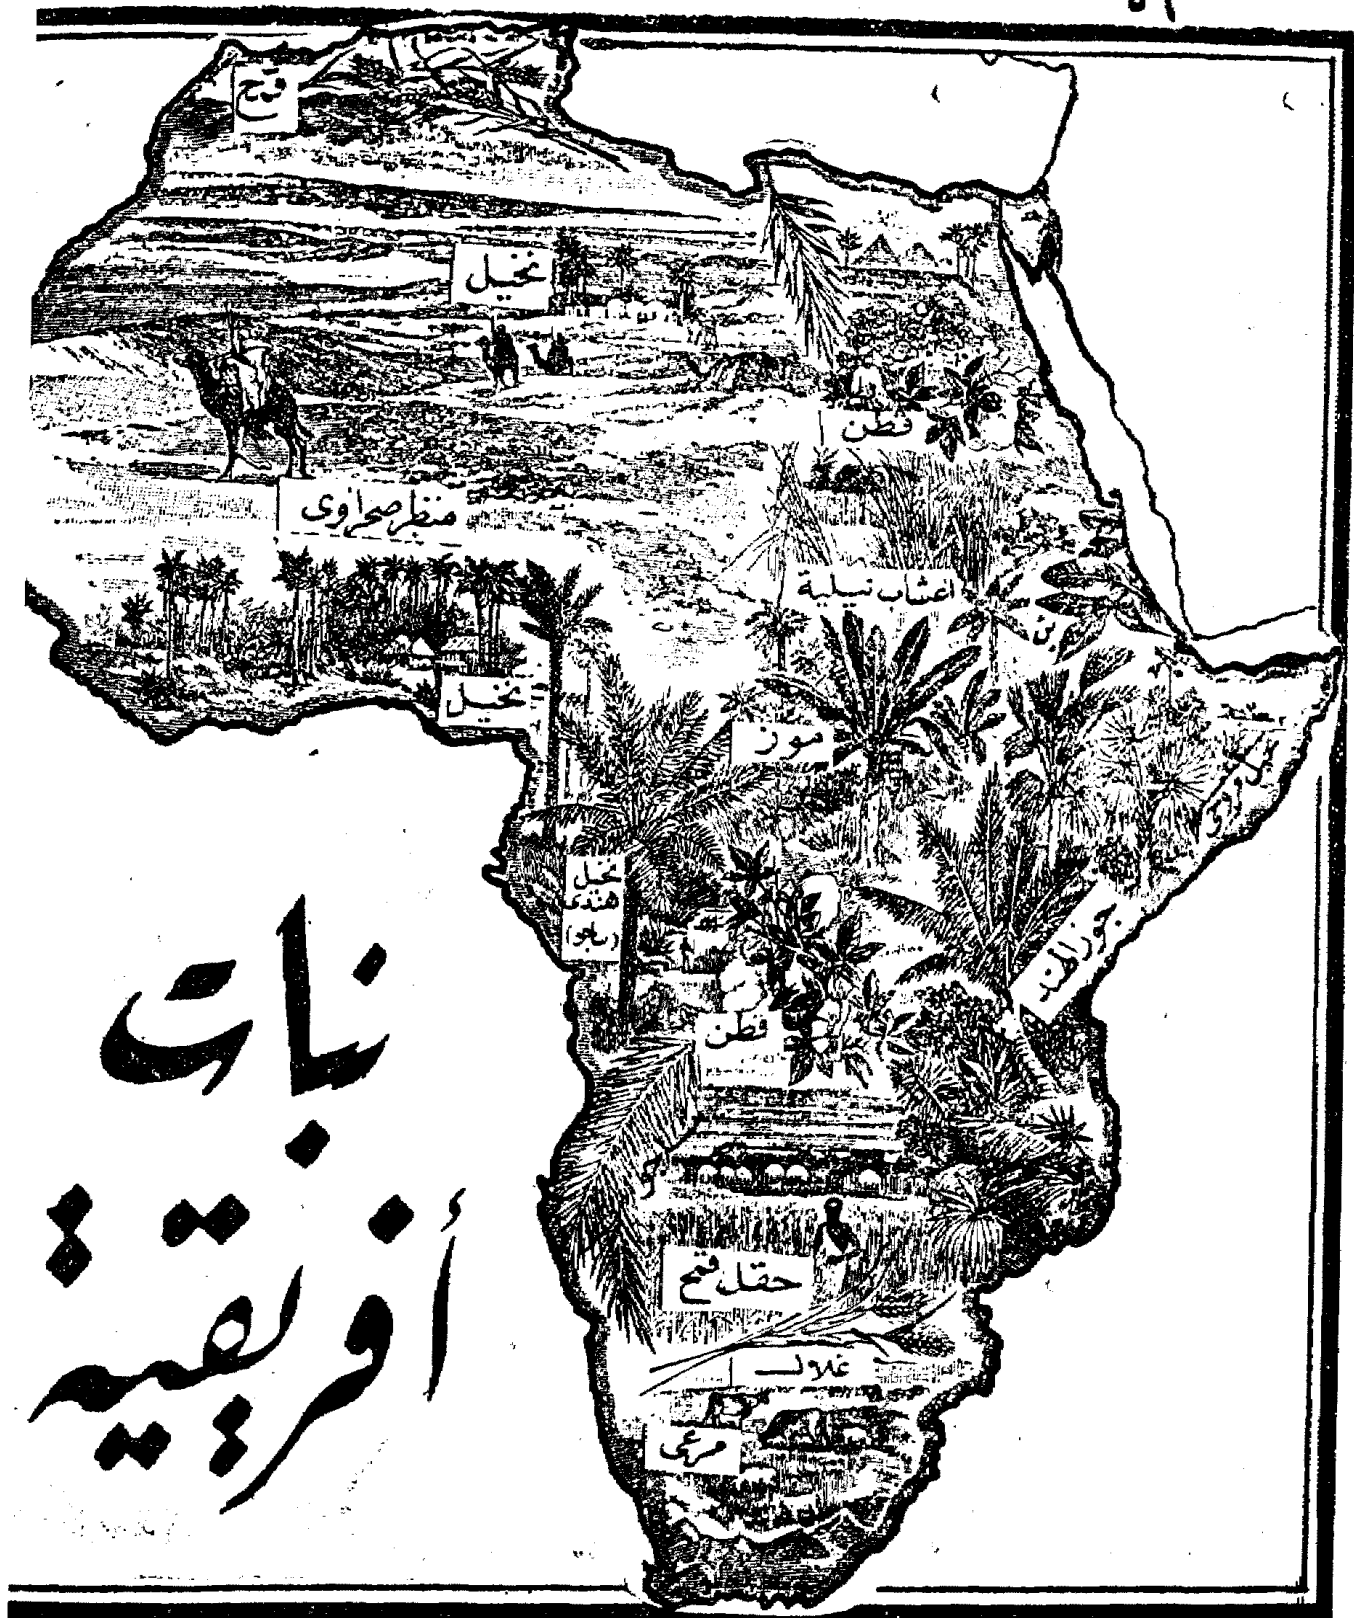 قمح
نخيل
قطن
منظر صحراوى
اعشاب نيلية
بن
نخيل
موز
نخيل
هندى
(ساجو)
جوز الهند
قطن
حقل قمح
غلال
مرعى
نبات
أفريقية